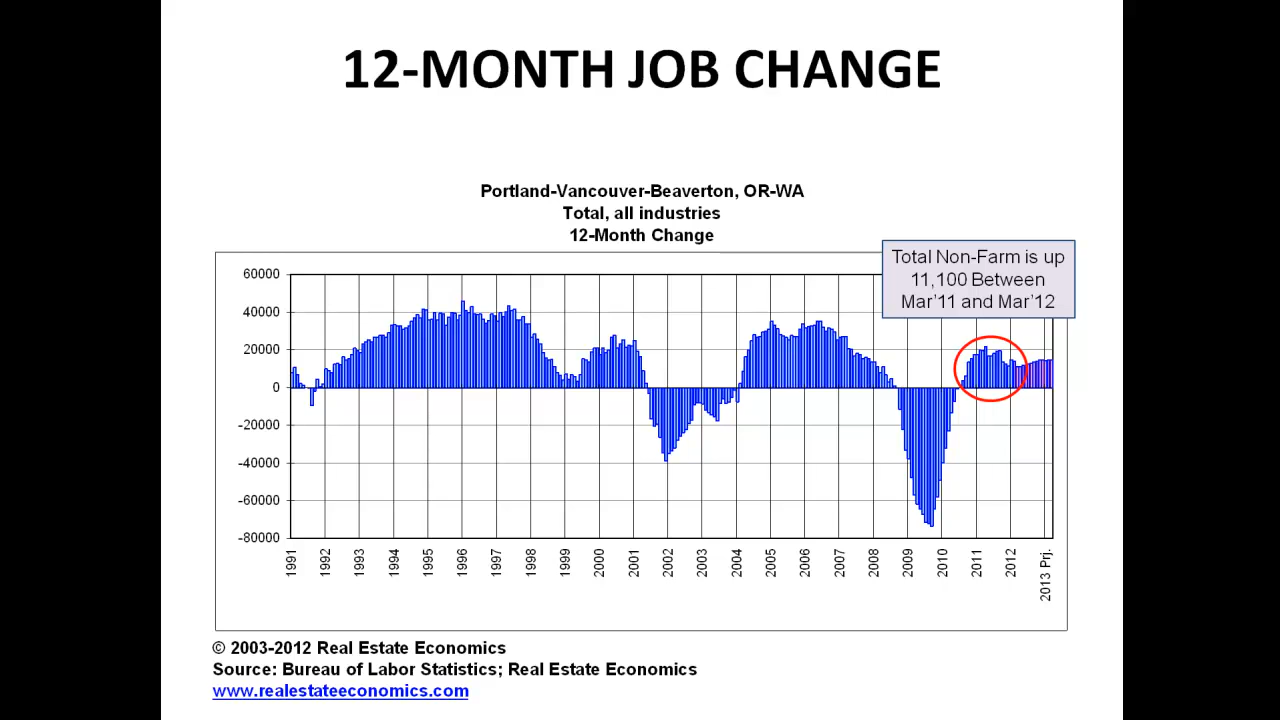 12-MONTH JOB CHANGE
Portland-Vancouver-Beaverton, OR-WA
Total, all industries
12-Month Change
Total Non-Farm is up
11,100 Between
Mar'11 and Mar'12
60000
40000
20000
0
-20000
-40000
-60000
-80000
1991
1992
1993
1994
1995
1996
1997
1998
1999
2000
2001
2002
2003
2004
2005
2006
2007
2008
2009
2010
2011
2012
2013 Prj.
© 2003-2012 Real Estate Economics
Source: Bureau of Labor Statistics; Real Estate Economics
www.realestateeconomics.com